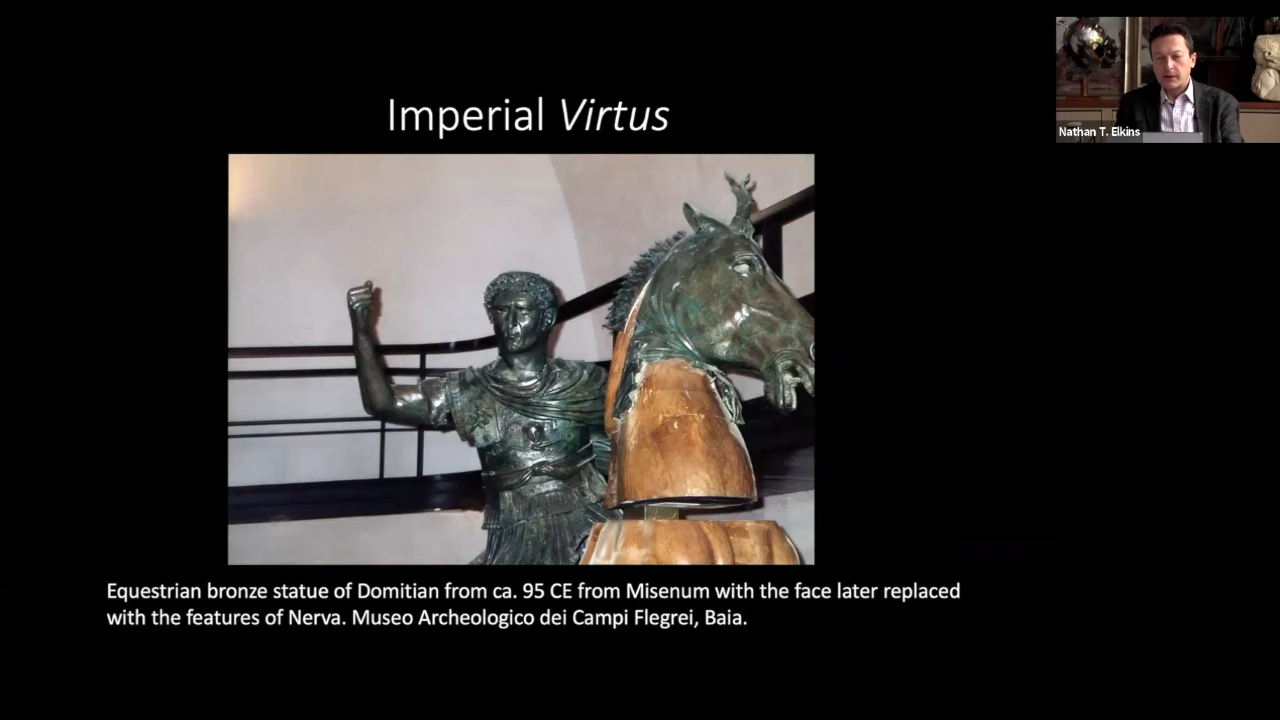 Imperial Virtus
Nathan T. Elkins
Equestrian bronze statue of Domitian from ca. 95 CE from Misenum with the face later replaced
with the features of Nerva. Museo Archeologico dei Campi Flegrei, Baia.